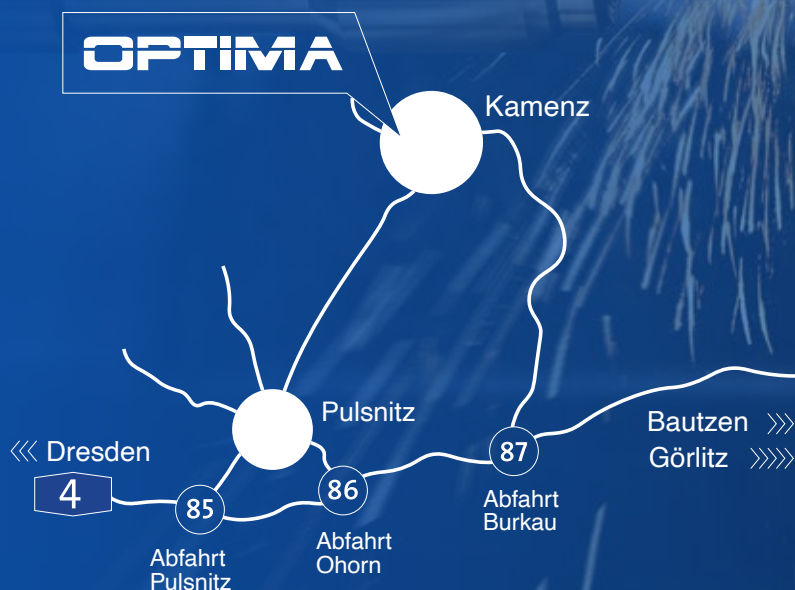 OPTIMA
Kamenz
Pulsnitz
««« Dresden
4
85
Abfahrt
Pulsnitz
86
Abfahrt
Ohorn
87
Abfahrt
Burkau
Bautzen »»
Görlitz »»»